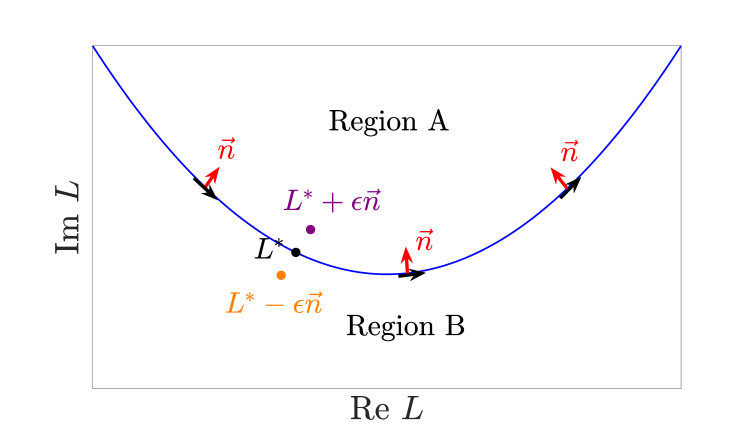 Region A
$\vec{n}$
$\vec{n}$
$L^* + \epsilon\vec{n}$
$L^*$
$\vec{n}$
$L^* - \epsilon\vec{n}$
Region B
Im $L$
Re $L$